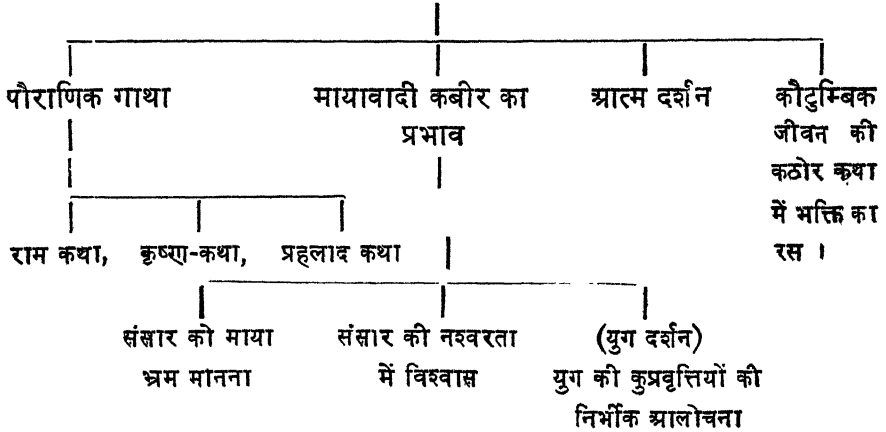 पौराणिक गाथा
मायावादी कबीर का
प्रभाव
आत्म दर्शन
कौटुम्बिक
जीवन की
कठोर कथा
में भक्ति का
रस ।
राम कथा, कृष्ण-कथा, प्रहलाद कथा
संसार को माया
भ्रम मानना
संसार की नश्वरता
में विश्वास
(युग दर्शन)
युग की कुप्रवृत्तियों की
निर्भीक आलोचना